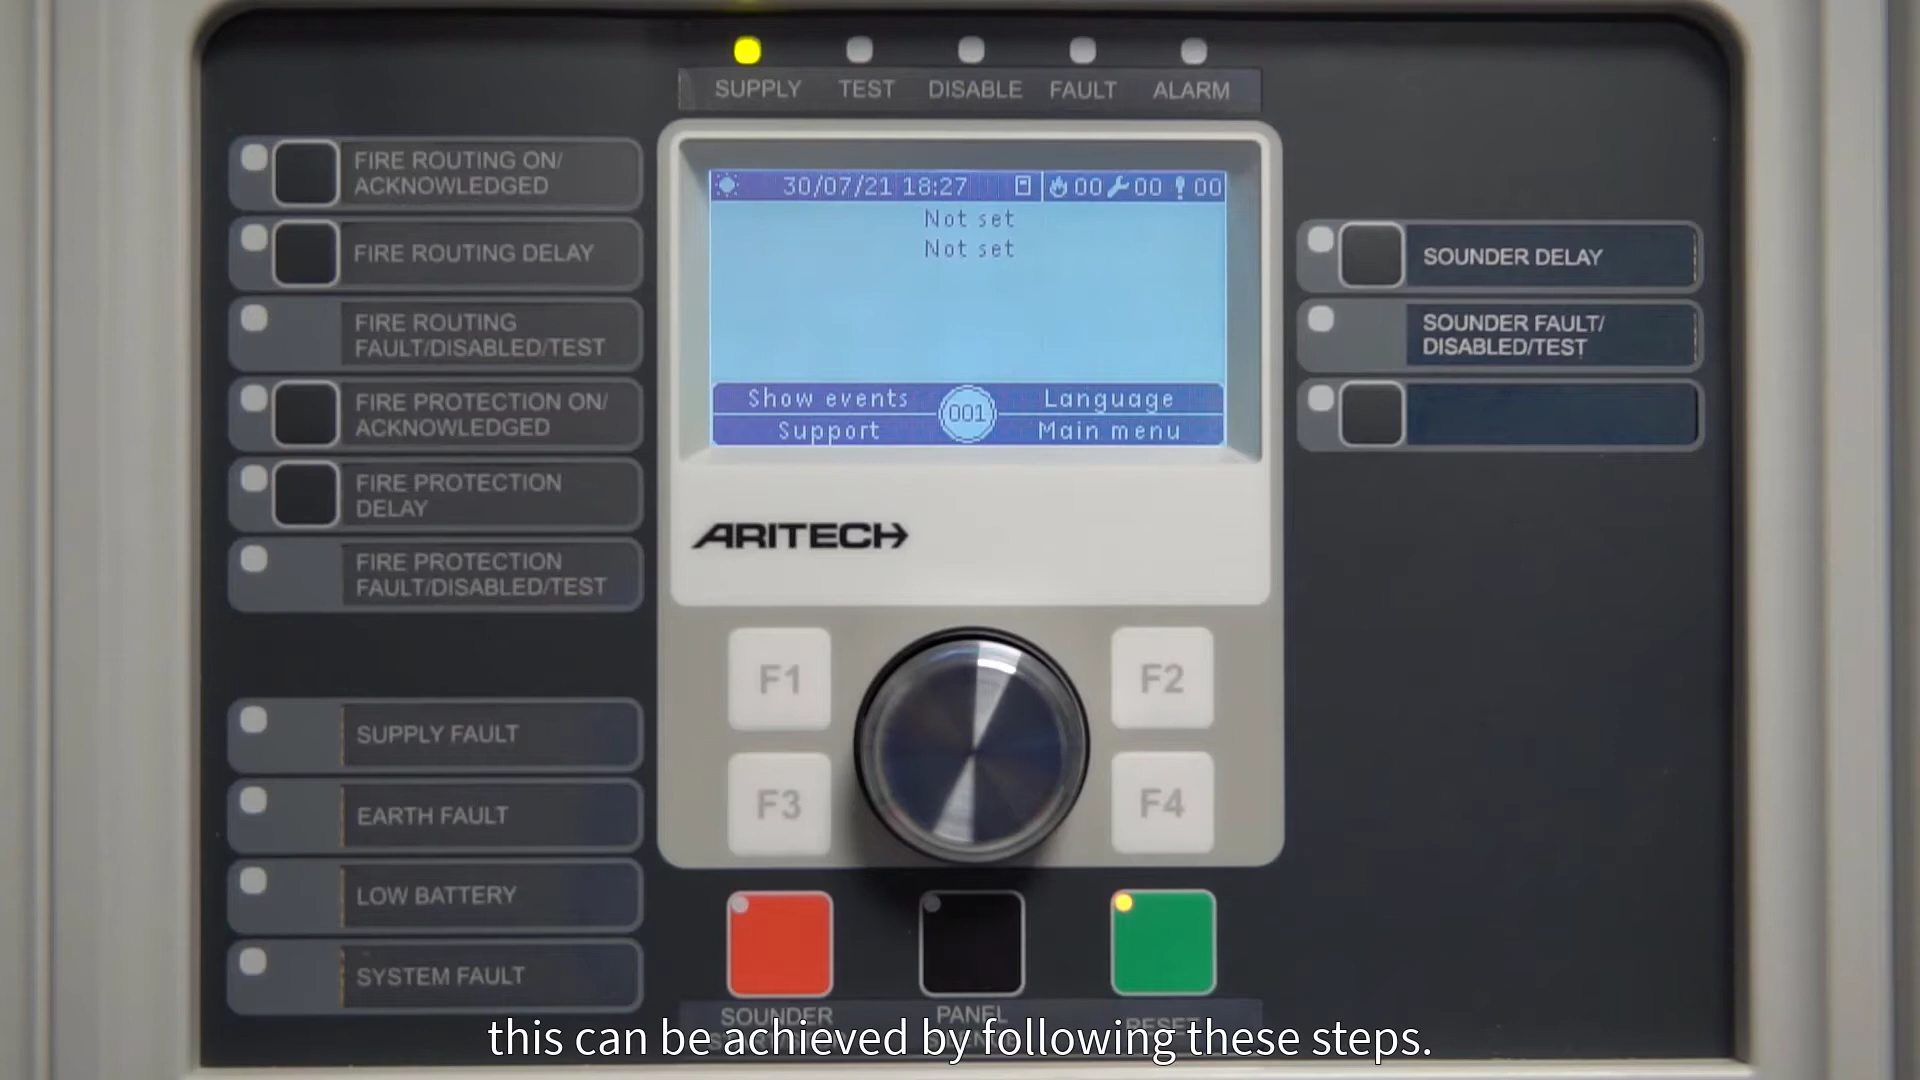 SUPPLY TEST DISABLE FAULT ALARM
FIRE ROUTING ON/
ACKNOWLEDGED
FIRE ROUTING DELAY
FIRE ROUTING
FAULT/DISABLED/TEST
FIRE PROTECTION ON/
ACKNOWLEDGED
FIRE PROTECTION
DELAY
FIRE PROTECTION
FAULT/DISABLED/TEST
SUPPLY FAULT
EARTH FAULT
LOW BATTERY
SYSTEM FAULT
30/07/21 18:27 00 00 00
Not set
Not set
Show events
Language
001
Support
Main menu
ARITECH
F1
F2
F3
F4
SOUNDER DELAY
SOUNDER FAULT/
DISABLED/TEST
SOUNDER
PANEL
RESET
this can be achieved by following these steps.